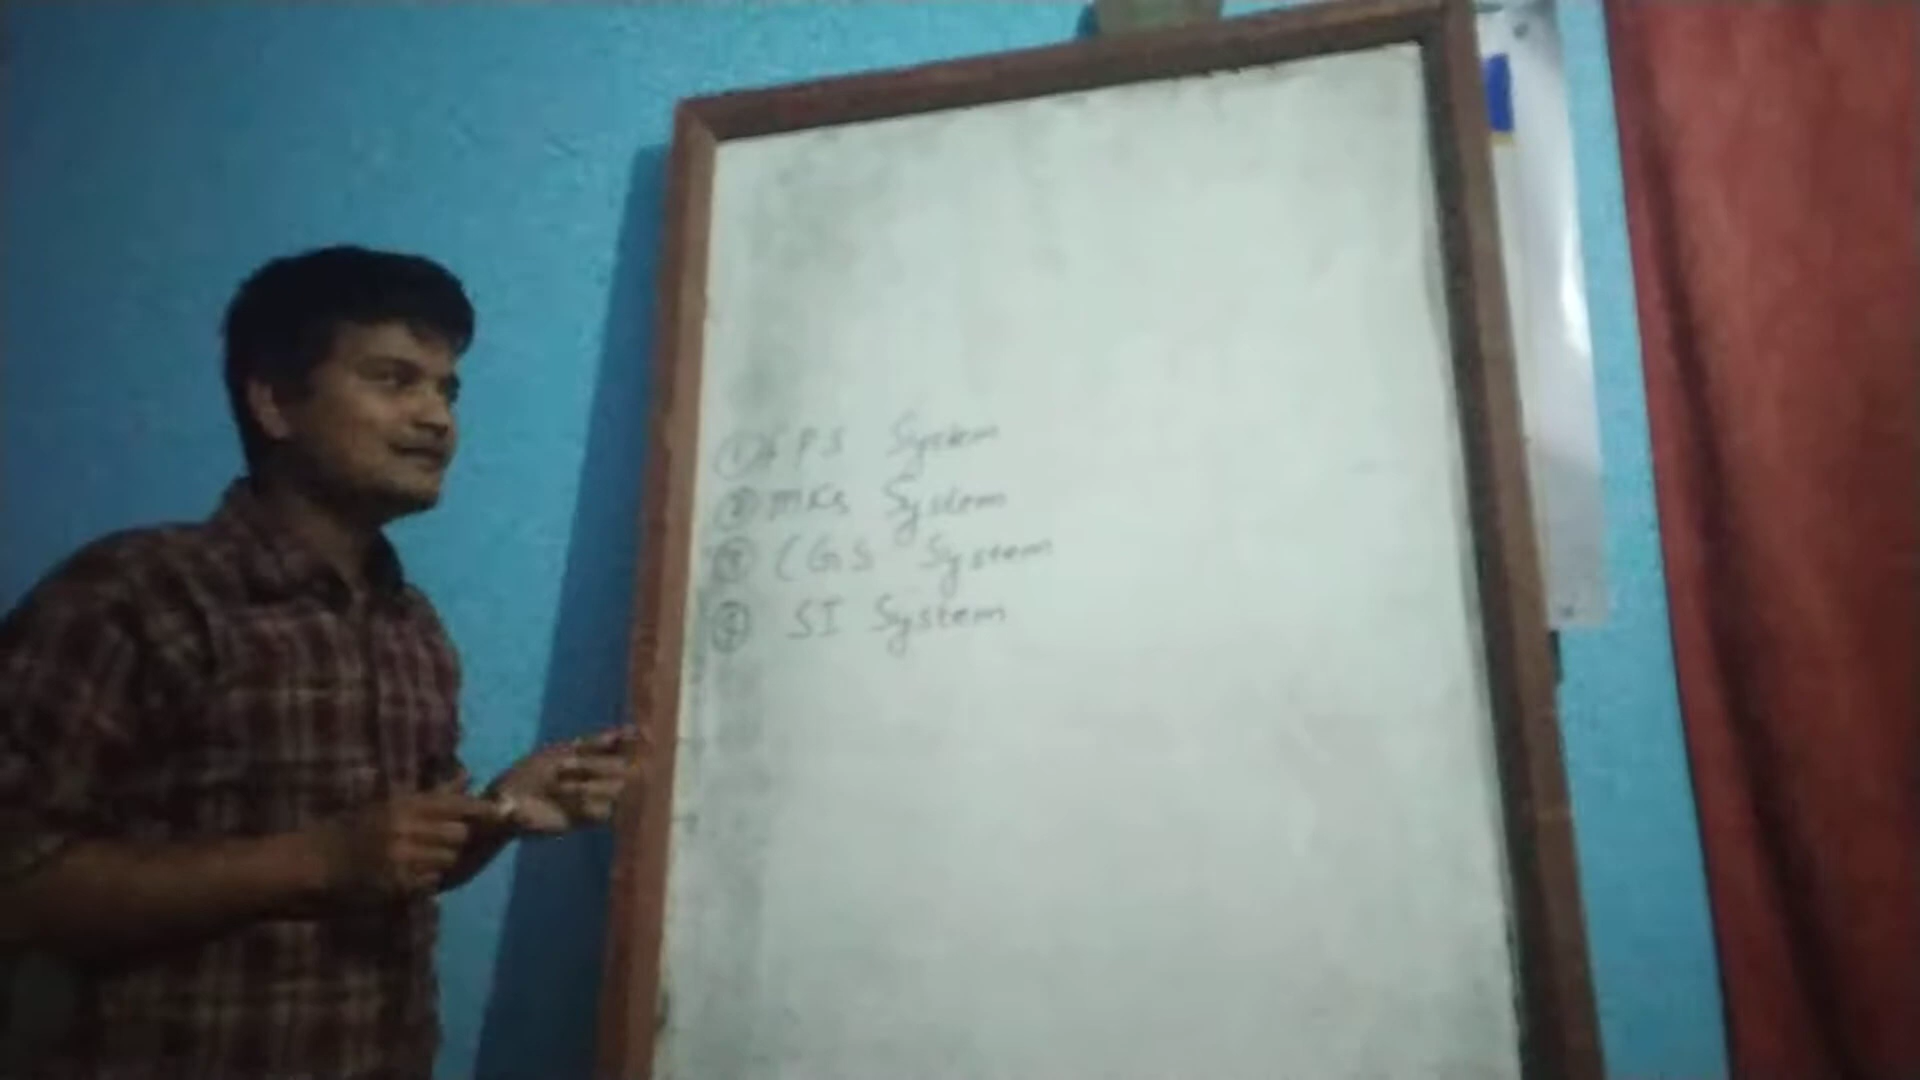 ① FPS System
② MKS System
③ CGS System
④ SI System